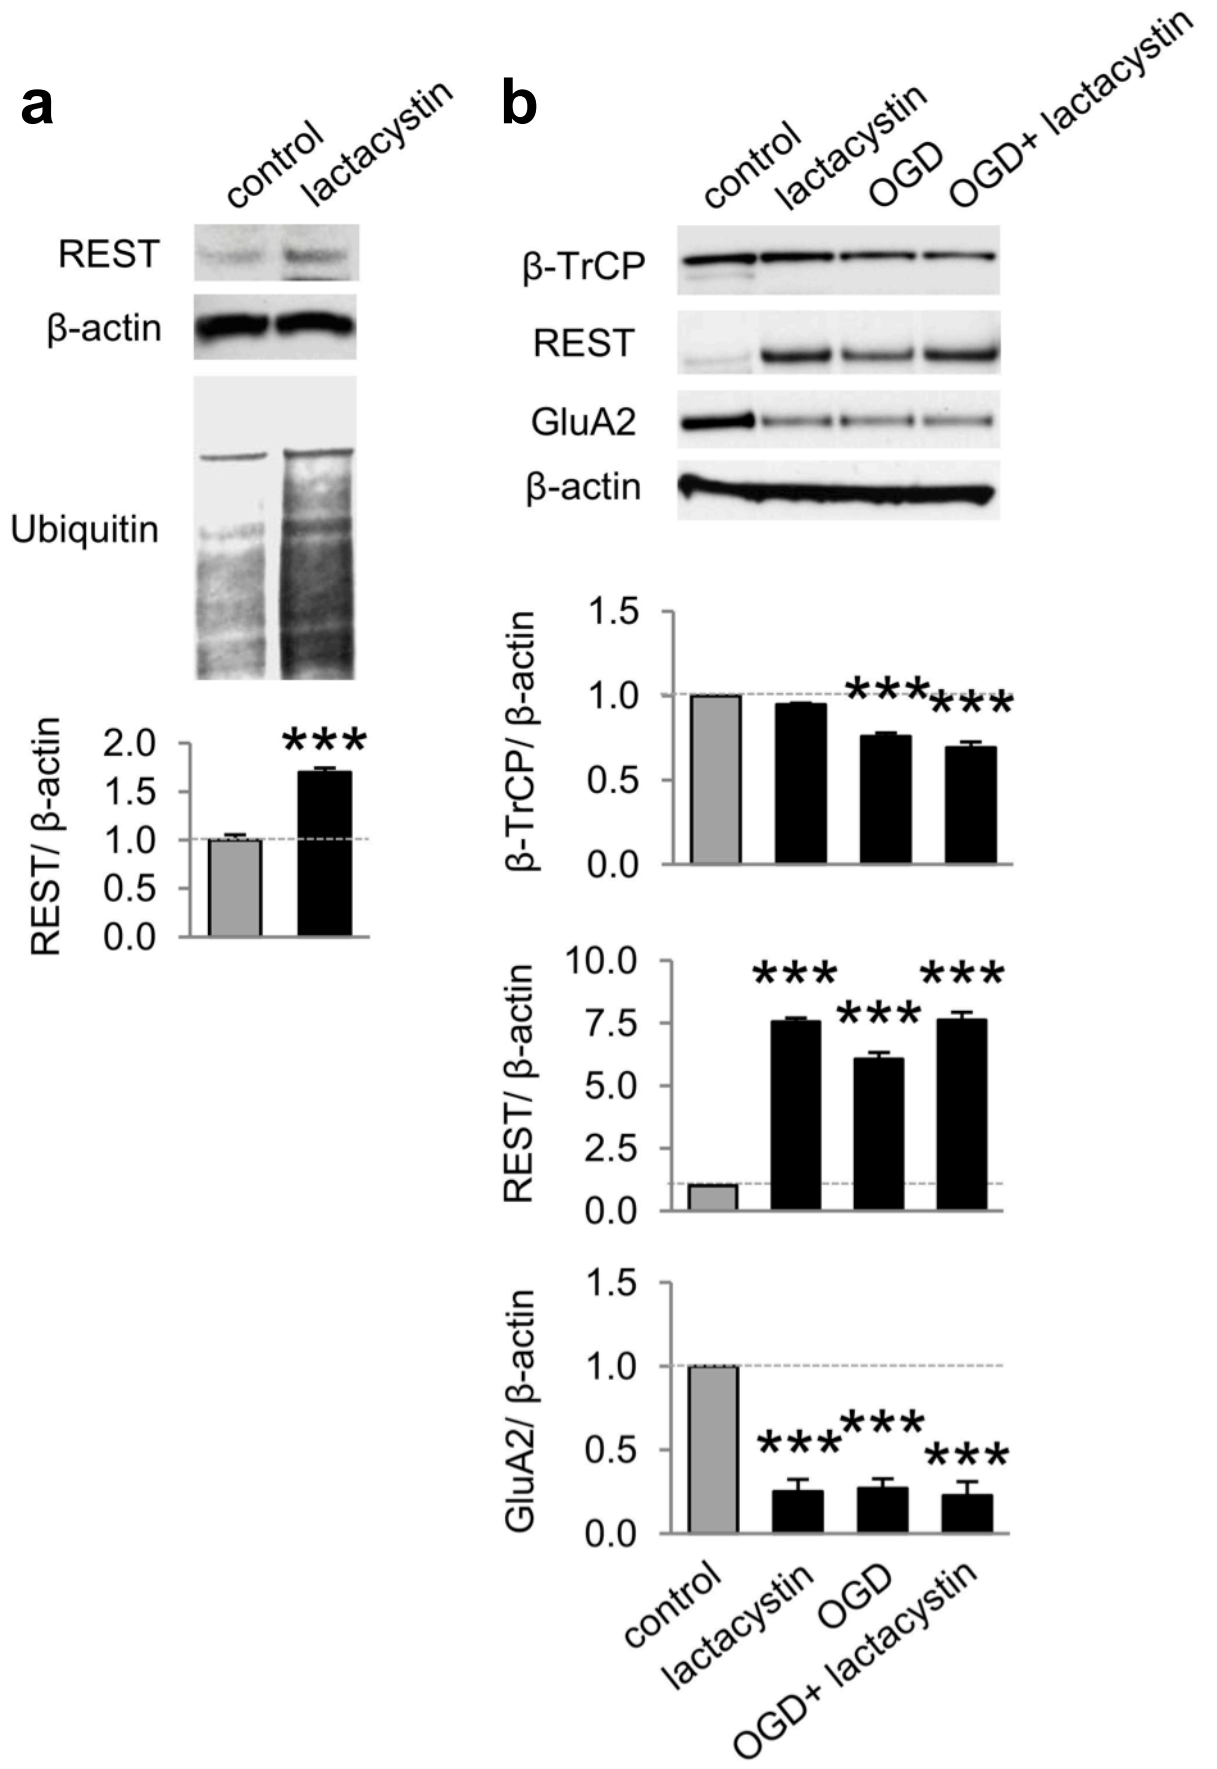 a
control
lactacystin
REST
β-actin
Ubiquitin
REST/ β-actin
2.0
1.5
1.0
0.5
0.0
***
b
control
lactacystin
OGD
OGD+ lactacystin
β-TrCP
REST
GluA2
β-actin
β-TrCP/ β-actin
1.5
1.0
0.5
0.0
***
***
REST/ β-actin
10.0
7.5
5.0
2.5
0.0
***
***
***
GluA2/ β-actin
1.5
1.0
0.5
0.0
***
***
***
control
lactacystin
OGD
OGD+ lactacystin